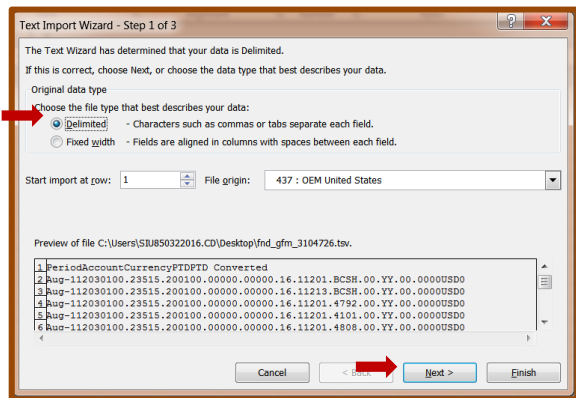 Text Import Wizard - Step 1 of 3
The Text Wizard has determined that your data is Delimited.
If this is correct, choose Next, or choose the data type that best describes your data.
Original data type
Choose the file type that best describes your data:
Delimited - Characters such as commas or tabs separate each field.
Fixed width - Fields are aligned in columns with spaces between each field.
Start import at row: 1 File origin: 437 : OEM United States
Preview of file C:\Users\SIU850322016.CD\Desktop\fnd_gfm_3104726.tsv.
1 PeriodAccountCurrencyPTDPTD Converted
2 Aug-112030100.23515.200100.00000.00000.16.11201.BCSH.00.YY.00.0000USD0
3 Aug-112030100.23515.200100.00000.00000.16.11213.BCSH.00.YY.00.0000USD0
4 Aug-112030100.23515.200100.00000.00000.16.11201.4792.00.YY.00.0000USD0
5 Aug-112030100.23515.200100.00000.00000.16.11201.4101.00.YY.00.0000USD0
6 Aug-112030100.23515.200100.00000.00000.16.11201.4808.00.YY.00.0000USD0
Cancel < Back Next > Finish